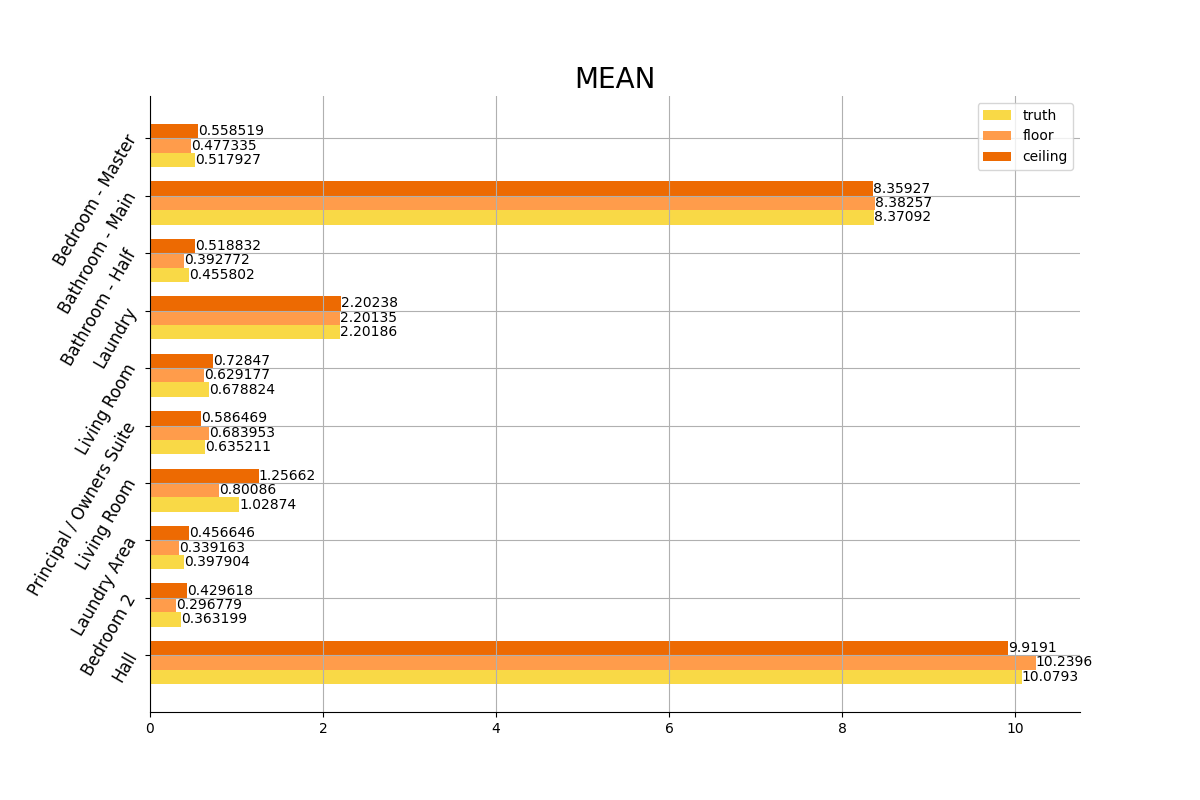 MEAN
truth
floor
ceiling
Bedroom - Master
0.558519
0.477335
0.517927
Bathroom - Main
8.35927
8.38257
8.37092
Bathroom - Half
0.518832
0.392772
0.455802
Laundry
2.20238
2.20135
2.20186
Living Room
0.72847
0.629177
0.678824
Principal / Owners Suite
0.586469
0.683953
0.635211
Living Room
1.25662
0.80086
1.02874
Laundry Area
0.456646
0.339163
0.397904
Bedroom 2
0.429618
0.296779
0.363199
Hall
9.9191
10.2396
10.0793
0 2 4 6 8 10